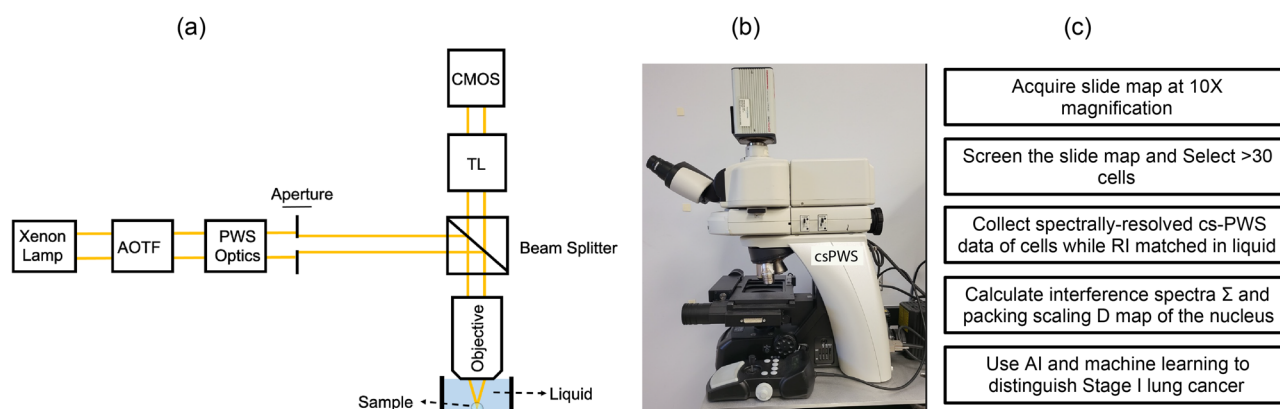 (a)
(b)
(c)
CMOS
TL
Aperture
Xenon
Lamp
AOTF
PWS
Optics
Beam Splitter
Objective
Sample
Liquid
csPWS
Acquire slide map at 10X
magnification
Screen the slide map and Select >30
cells
Collect spectrally-resolved cs-PWS
data of cells while RI matched in liquid
Calculate interference spectra Σ and
packing scaling D map of the nucleus
Use AI and machine learning to
distinguish Stage I lung cancer